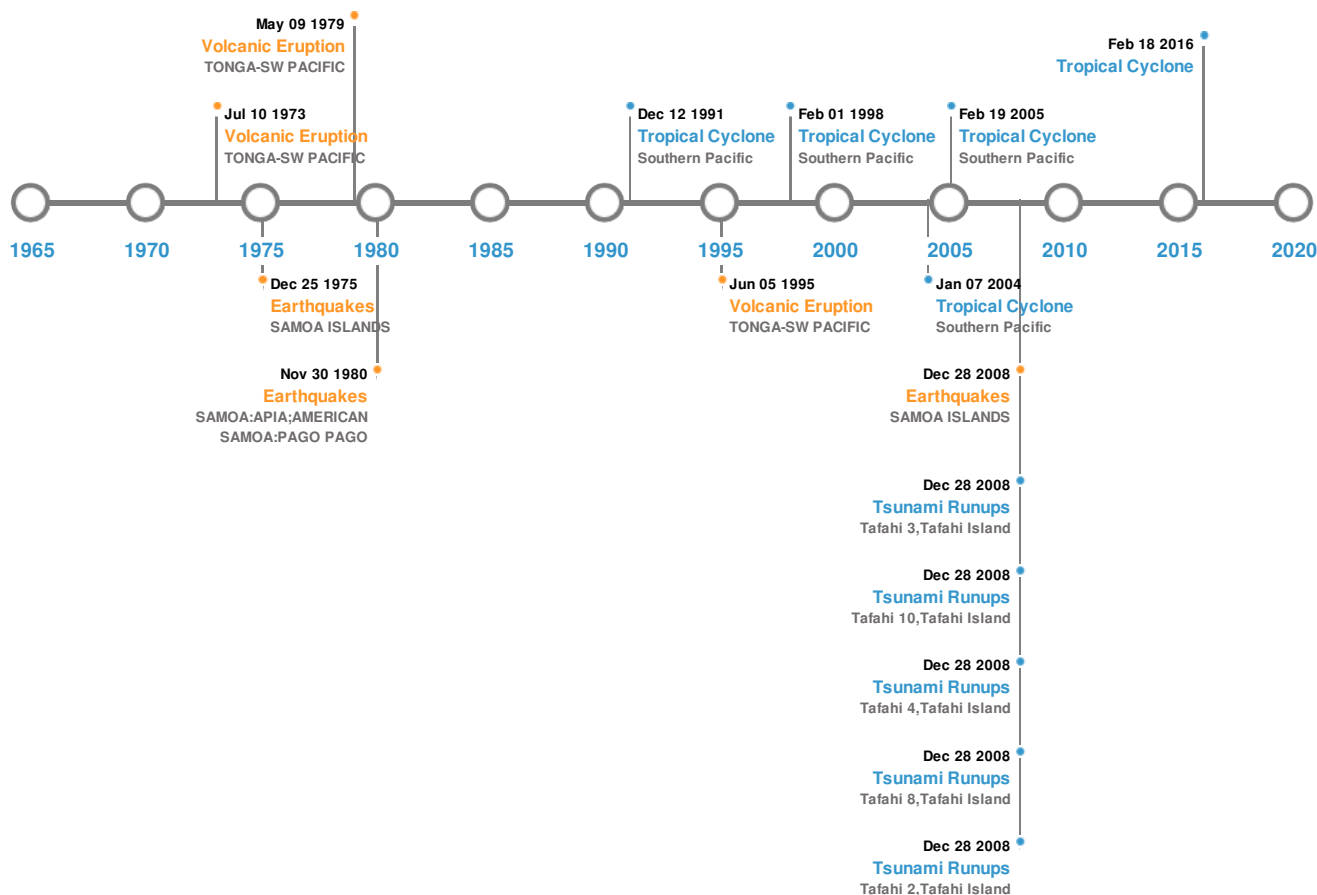 May 09 1979
Volcanic Eruption
TONGA-SW PACIFIC
Feb 18 2016
Tropical Cyclone
Jul 10 1973
Volcanic Eruption
TONGA-SW PACIFIC
Dec 12 1991
Tropical Cyclone
Southern Pacific
Feb 01 1998
Tropical Cyclone
Southern Pacific
Feb 19 2005
Tropical Cyclone
Southern Pacific
1965 1970 1975 1980 1985 1990 1995 2000 2005 2010 2015 2020
Dec 25 1975
Earthquakes
SAMOA ISLANDS
Jun 05 1995
Volcanic Eruption
TONGA-SW PACIFIC
Jan 07 2004
Tropical Cyclone
Southern Pacific
Nov 30 1980
Earthquakes
SAMOA:APIA;AMERICAN
SAMOA:PAGO PAGO
Dec 28 2008
Earthquakes
SAMOA ISLANDS
Dec 28 2008
Tsunami Runups
Tafahi 3,Tafahi Island
Dec 28 2008
Tsunami Runups
Tafahi 10,Tafahi Island
Dec 28 2008
Tsunami Runups
Tafahi 4,Tafahi Island
Dec 28 2008
Tsunami Runups
Tafahi 8,Tafahi Island
Dec 28 2008
Tsunami Runups
Tafahi 2,Tafahi Island